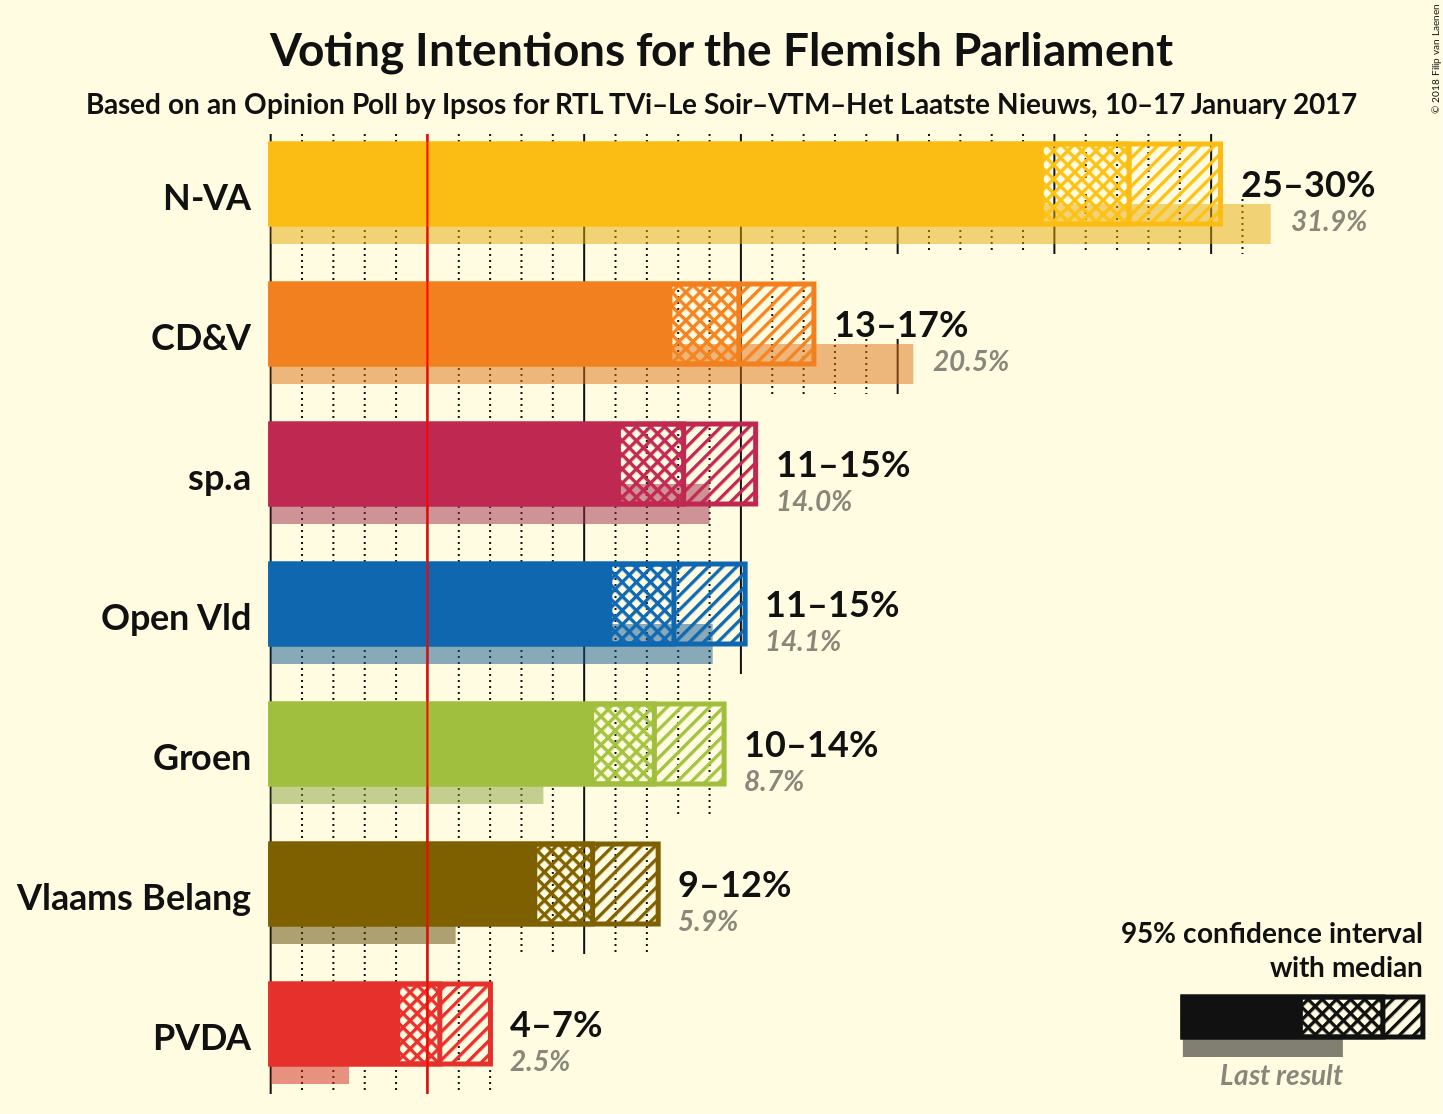 Voting Intentions for the Flemish Parliament
Based on an Opinion Poll by Ipsos for RTL TVi–Le Soir–VTM–Het Laatste Nieuws, 10–17 January 2017
© 2018 Filip van Laenen
N-VA
25–30%
31.9%
CD&V
13–17%
20.5%
sp.a
11–15%
14.0%
Open Vld
11–15%
14.1%
Groen
10–14%
8.7%
Vlaams Belang
9–12%
5.9%
PVDA
4–7%
2.5%
95% confidence interval
with median
Last result